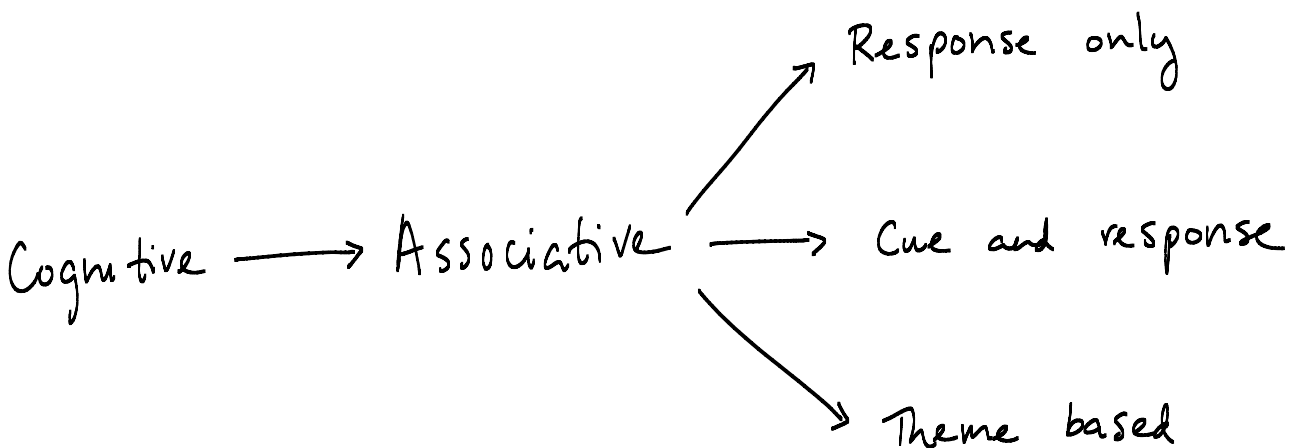 Response only
Cognitive
Associative
Cue and response
Theme based